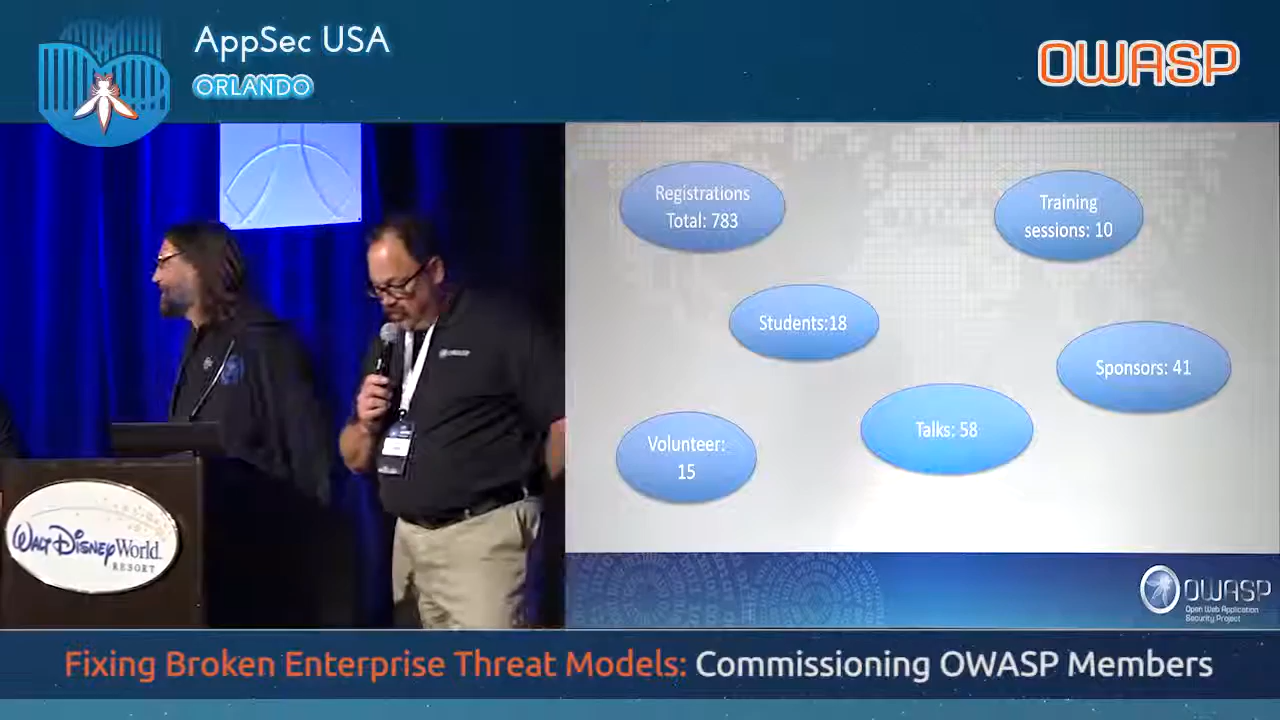 AppSec USA
ORLANDO
OWASP
Registrations
Total: 783
Training
sessions: 10
Students:18
Sponsors: 41
Talks: 58
Volunteer:
15
OWASP
WALT DISNEY World.
RESORT
OWASP
Open Web Application
Security Project
Fixing Broken Enterprise Threat Models: Commissioning OWASP Members